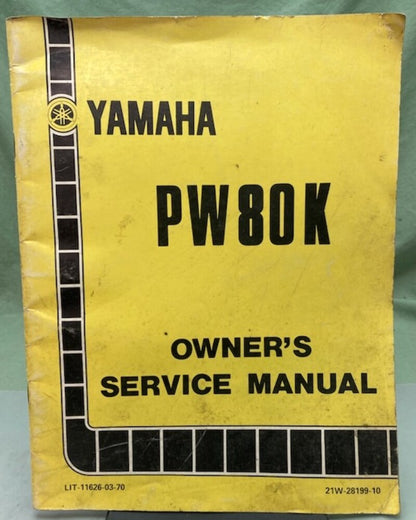 YAMAHA
PW80K
OWNER'S
SERVICE MANUAL
LIT-11626-03-70
21W-28199-10